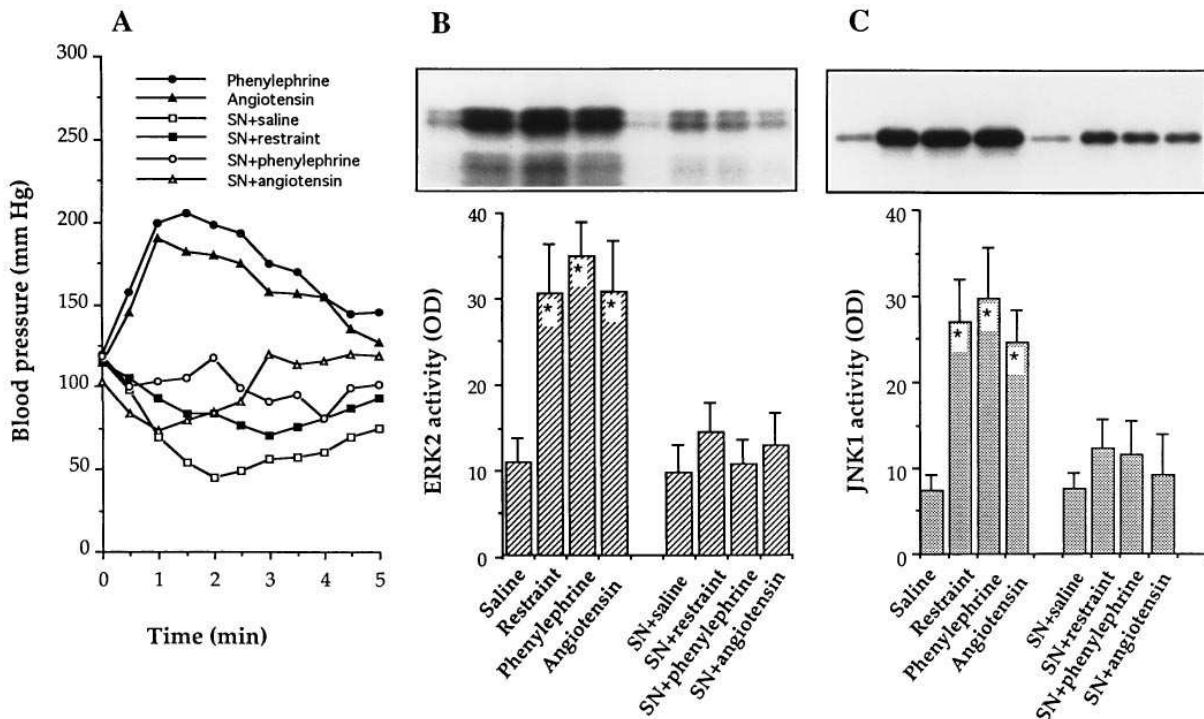 A
300
250
200
150
100
50
0
Blood pressure (mm Hg)
Phenylephrine
Angiotensin
SN+saline
SN+restraint
SN+phenylephrine
SN+angiotensin
0 1 2 3 4 5
Time (min)
B
40
30
20
10
0
ERK2 activity (OD)
* * *
Saline
Restraint
Phenylephrine
Angiotensin
SN+saline
SN+restraint
SN+phenylephrine
SN+angiotensin
C
40
30
20
10
0
JNK1 activity (OD)
* * *
Saline
Restraint
Phenylephrine
Angiotensin
SN+saline
SN+restraint
SN+phenylephrine
SN+angiotensin